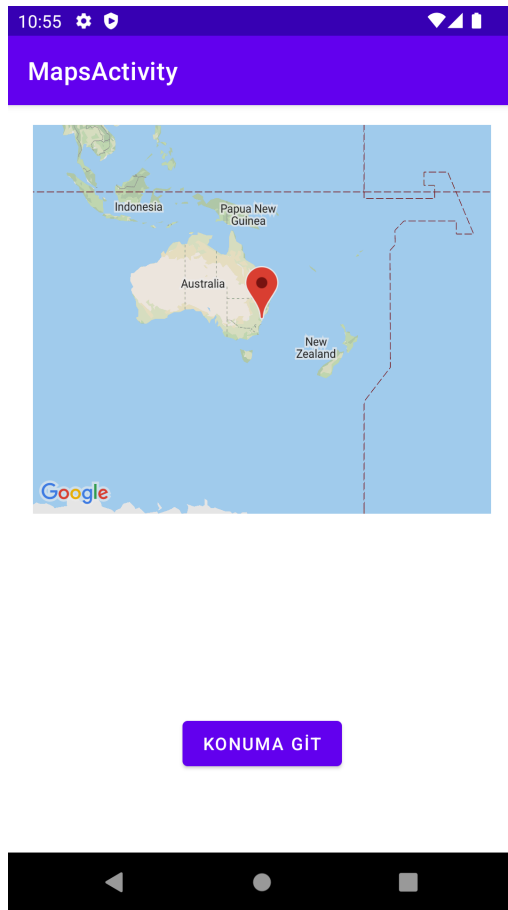 10:55
MapsActivity
Indonesia
Papua New
Guinea
Australia
New
Zealand
Google
KONUMA GİT